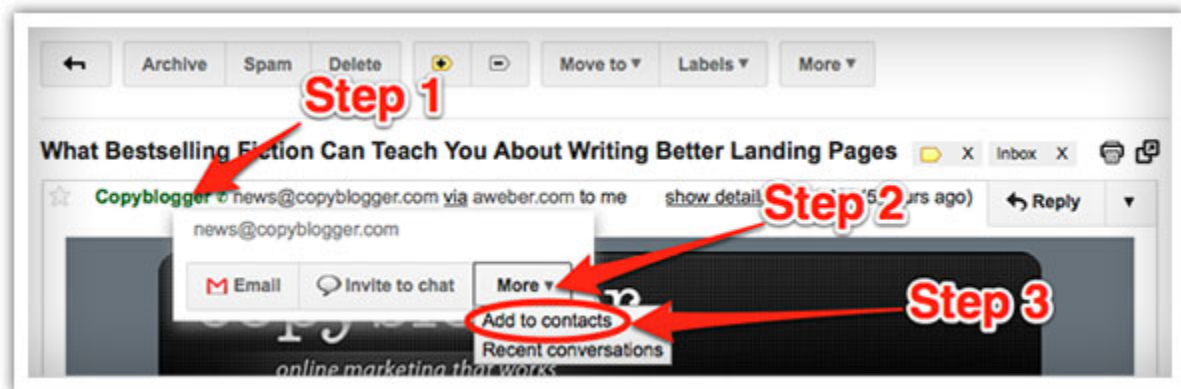 Archive Spam Delete Move to ▾ Labels ▾ More ▾
Step 1
What Bestselling Fiction Can Teach You About Writing Better Landing Pages X Inbox X
Copyblogger news@copyblogger.com via aweber.com to me show detail urs ago) Reply ▾
Step 2
news@copyblogger.com
Email Invite to chat More ▾
Step 3
Add to contacts
Recent conversations
online marketing that works